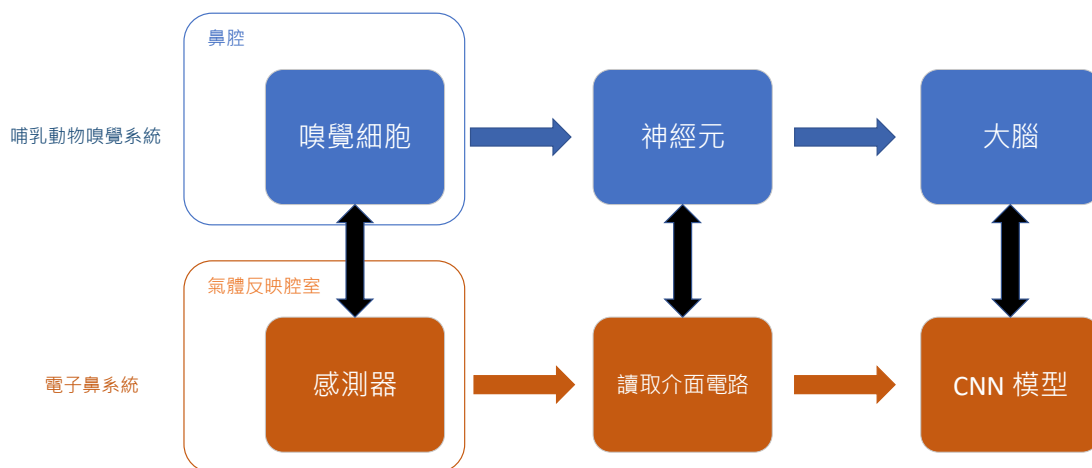 鼻腔
哺乳動物嗅覺系統
嗅覺細胞
神經元
大腦
氣體反映腔室
電子鼻系統
感測器
讀取介面電路
CNN 模型